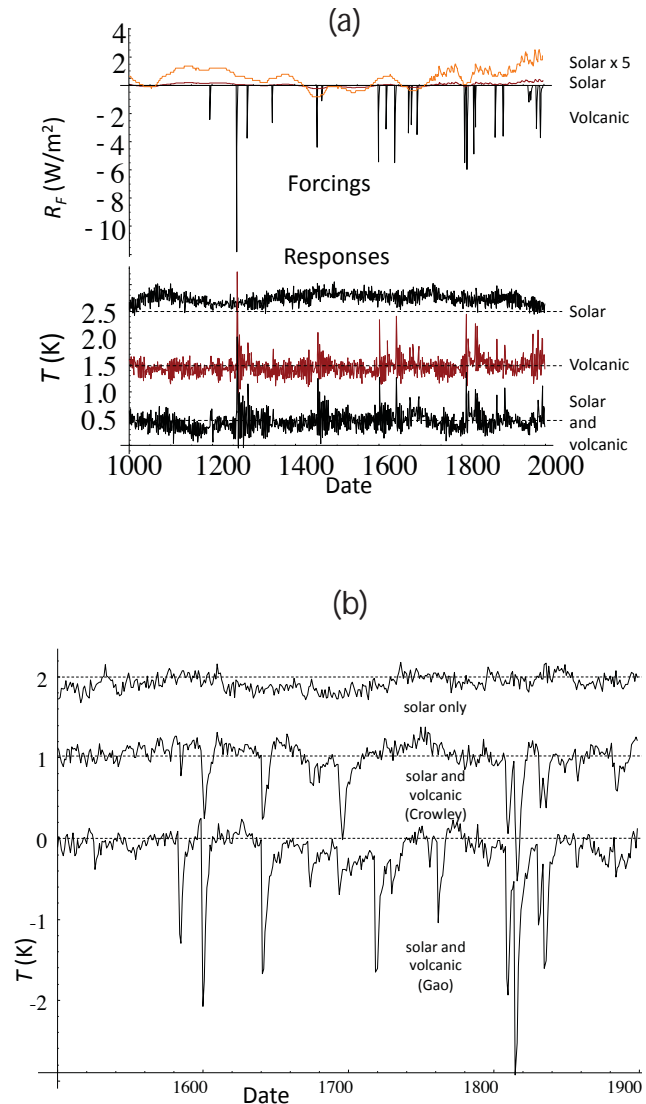 (a)
4
2
-2
-4
-6
-8
-10
R_F (W/m²)
Solar x 5
Solar
Volcanic
Forcings
Responses
2.5
2.0
1.5
1.0
0.5
T (K)
Solar
Volcanic
Solar
and
volcanic
1000 1200 1400 1600 1800 2000
Date
(b)
2
1
0
-1
-2
T (K)
solar only
solar and
volcanic
(Crowley)
solar and
volcanic
(Gao)
1600 1700 1800 1900
Date